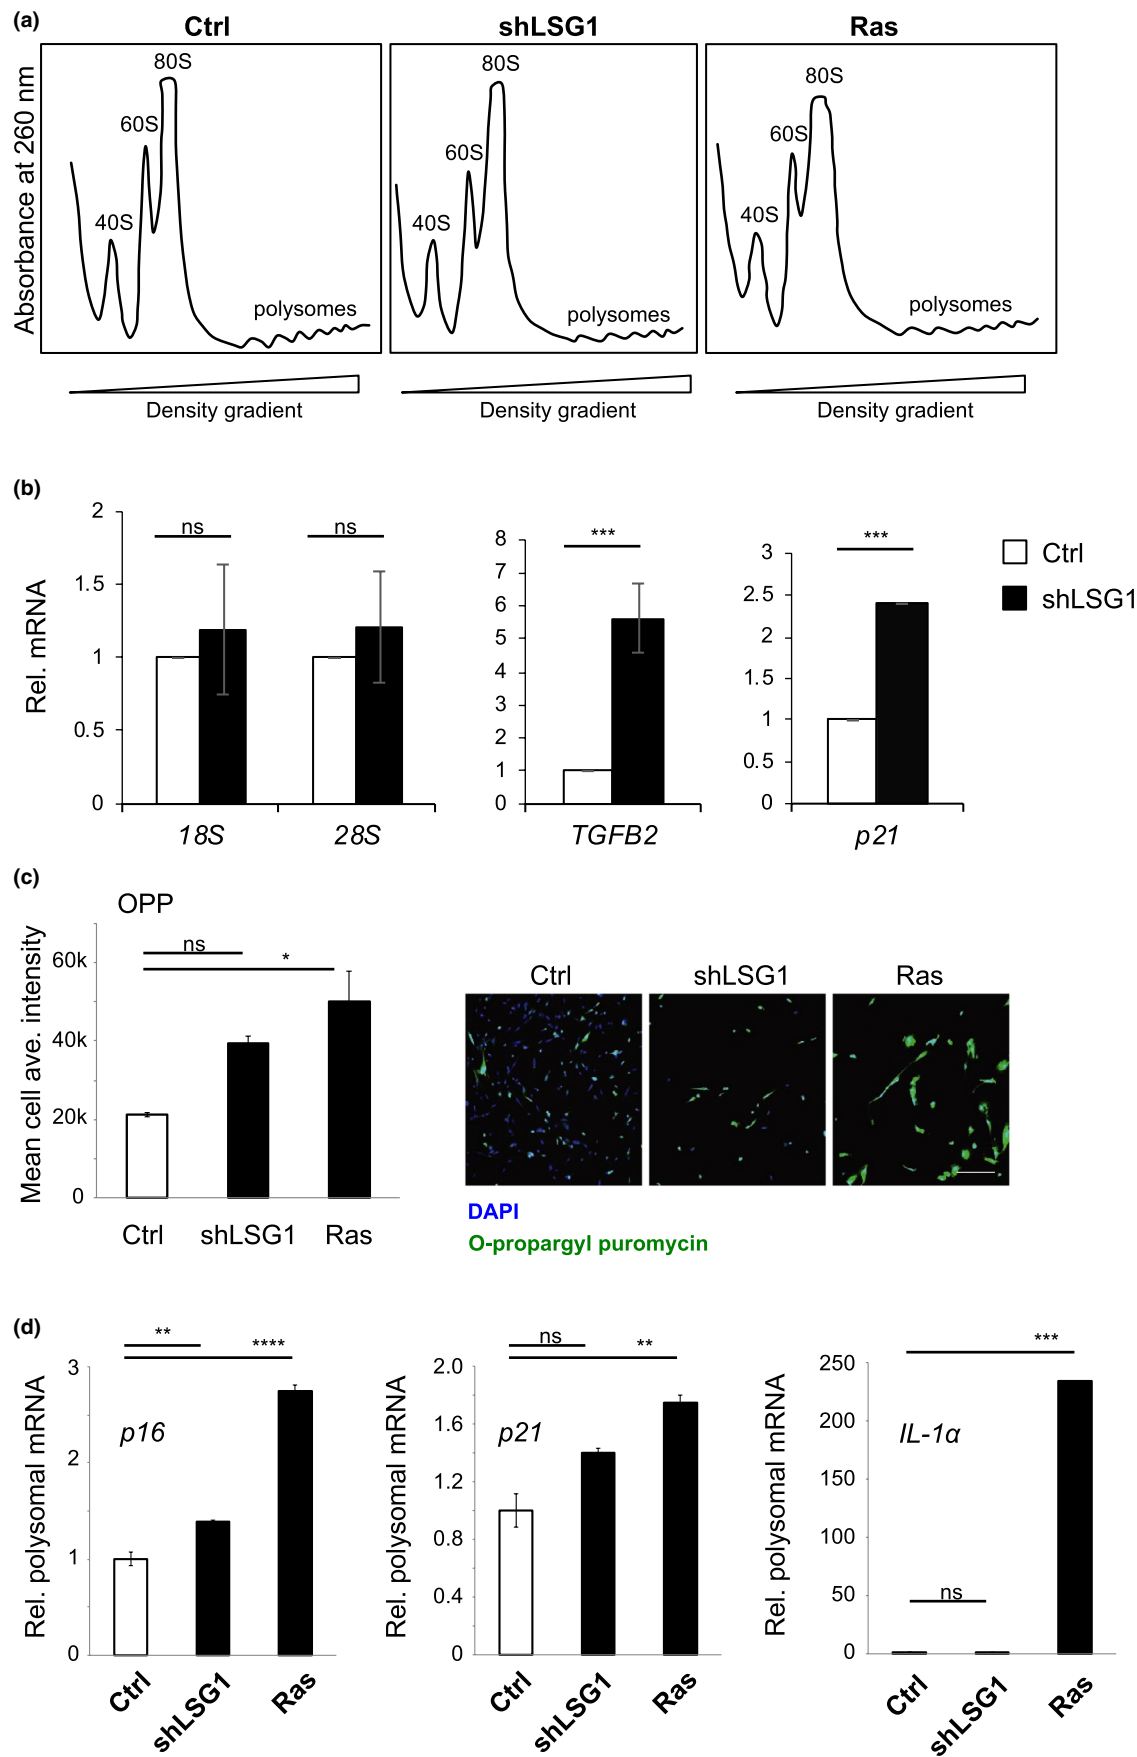 (a)
Ctrl
shLSG1
Ras
Absorbance at 260 nm
40S
60S
80S
polysomes
40S
60S
80S
polysomes
40S
60S
80S
polysomes
Density gradient
Density gradient
Density gradient
(b)
Rel. mRNA
2
1.5
1
0.5
0
ns
ns
18S
28S
8
7
6
5
4
3
2
1
0
***
TGFB2
3
2.5
2
1.5
1
0.5
0
***
p21
Ctrl
shLSG1
(c)
OPP
Mean cell ave. intensity
60k
40k
20k
0
ns
*
Ctrl
shLSG1
Ras
Ctrl
shLSG1
Ras
DAPI
O-propargyl puromycin
(d)
Rel. polysomal mRNA
3
2
1
0
**
****
p16
Ctrl
shLSG1
Ras
Rel. polysomal mRNA
2.0
1.6
1.2
0.8
0.4
0
ns
**
p21
Ctrl
shLSG1
Ras
Rel. polysomal mRNA
250
200
250
100
50
0
***
ns
IL-1α
Ctrl
shLSG1
Ras